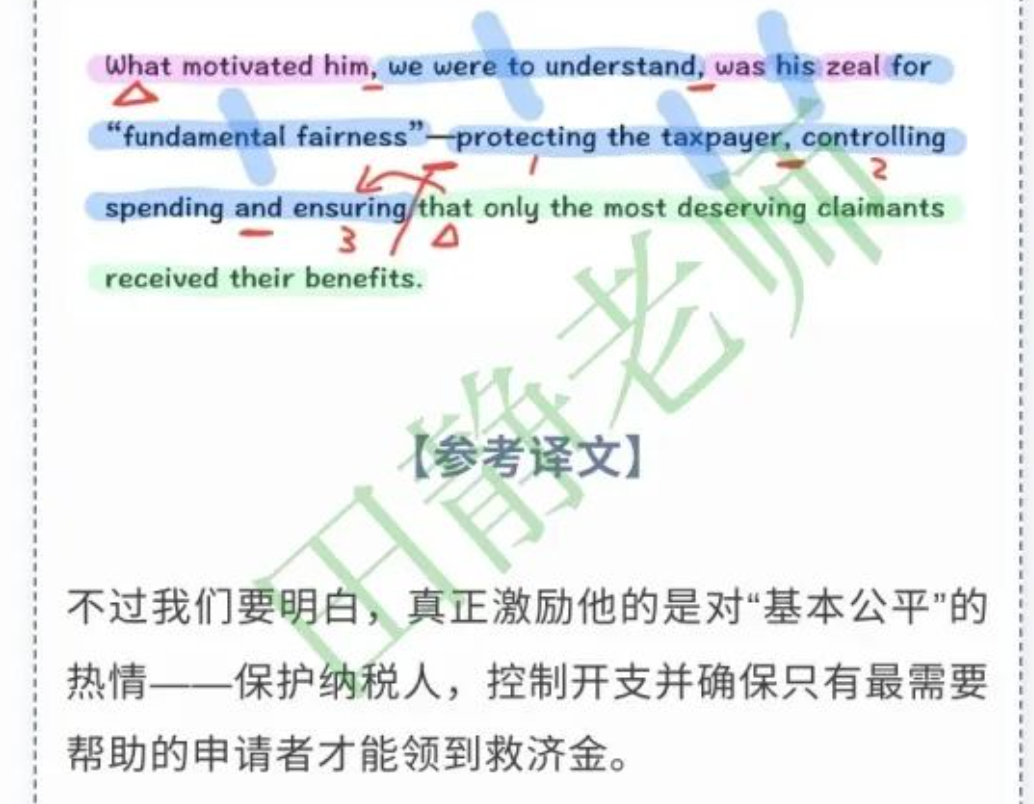 What motivated him, we were to understand, was his zeal for
“fundamental fairness”—protecting the taxpayer, controlling
1
2
spending and ensuring that only the most deserving claimants
3
received their benefits.
【参考译文】
田静老师
不过我们要明白，真正激励他的是对“基本公平”的
热情——保护纳税人，控制开支并确保只有最需要
帮助的申请者才能领到救济金。